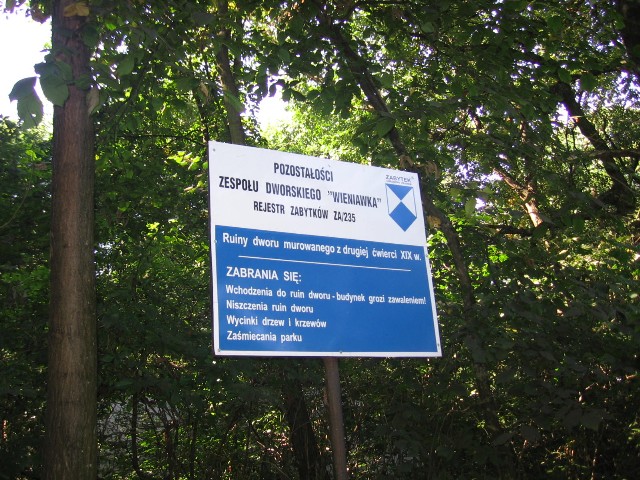 POZOSTAŁOŚCI
ZESPOŁU DWORSKIEGO "WIENIAWKA"
REJESTR ZABYTKÓW ZA/235
ZABYTEK
Ruiny dworu murowanego z drugiej ćwierci XIX w.
ZABRANIA SIĘ:
Wchodzenia do ruin dworu - budynek grozi zawaleniem!
Niszczenia ruin dworu
Wycinki drzew i krzewów
Zaśmiecania parku